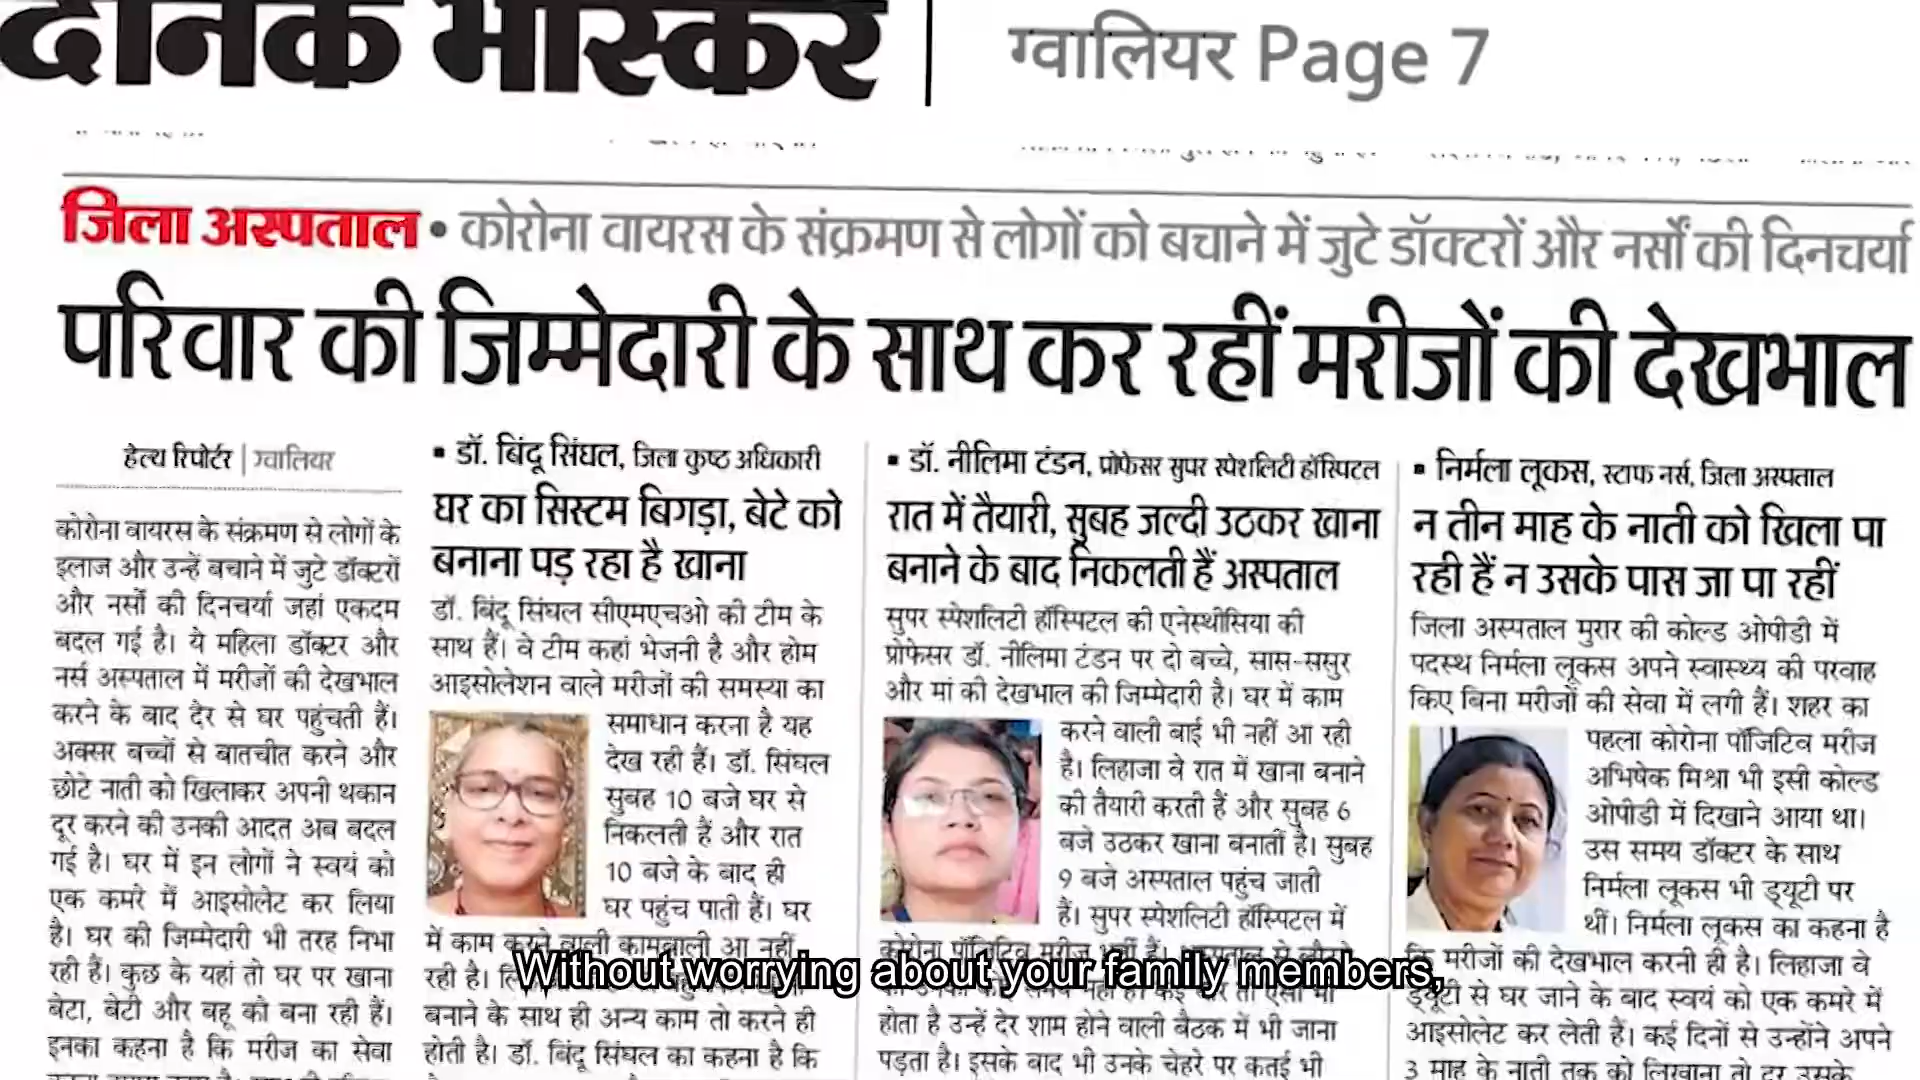 दैनिक भास्कर
ग्वालियर Page 7
जिला अस्पताल • कोरोना वायरस के संक्रमण से लोगों को बचाने में जुटे डॉक्टरों और नर्सों की दिनचर्या
परिवार की जिम्मेदारी के साथ कर रहीं मरीजों की देखभाल
हेल्थ रिपोर्टर | ग्वालियर
कोरोना वायरस के संक्रमण से लोगों के
इलाज और उन्हें बचाने में जुटे डॉक्टरों
और नर्सों की दिनचर्या जहां एकदम
बदल गई है। ये महिला डॉक्टर और
नर्स अस्पताल में मरीजों की देखभाल
करने के बाद देर से घर पहुंचती हैं।
अक्सर बच्चों से बातचीत करने और
छोटे नाती को खिलाकर अपनी थकान
दूर करने की उनकी आदत अब बदल
गई है। घर में इन लोगों ने स्वयं को
एक कमरे में आइसोलेट कर लिया
है। घर की जिम्मेदारी भी तरह निभा
रही हैं। कुछ के यहां तो घर पर खाना
बेटा, बेटी और बहू को बना रही हैं।
इनका कहना है कि मरीज का सेवा
▪ डॉ. बिंदू सिंघल, जिला कुष्ठ अधिकारी
घर का सिस्टम बिगड़ा, बेटे को
बनाना पड़ रहा है खाना
डॉ. बिंदू सिंघल सीएमएचओ की टीम के
साथ हैं। वे टीम कहां भेजनी है और होम
आइसोलेशन वाले मरीजों की समस्या का
समाधान करना है यह
देख रही हैं। डॉ. सिंघल
सुबह 10 बजे घर से
निकलती हैं और रात
10 बजे के बाद ही
घर पहुंच पाती हैं। घर
में काम करने वाली कामवाली आ नहीं
रही है।
बनाने के साथ ही अन्य काम तो करने ही
होती है। डॉ. बिंदू सिंघल का कहना है कि
▪ डॉ. नीलिमा टंडन, प्रोफेसर सुपर स्पेशलिटी हॉस्पिटल
रात में तैयारी, सुबह जल्दी उठकर खाना
बनाने के बाद निकलती हैं अस्पताल
सुपर स्पेशलिटी हॉस्पिटल की एनेस्थीसिया की
प्रोफेसर डॉ. नीलिमा टंडन पर दो बच्चे, सास-ससुर
और मां की देखभाल की जिम्मेदारी है। घर में काम
करने वाली बाई भी नहीं आ रही
है। लिहाजा वे रात में खाना बनाने
की तैयारी करती हैं और सुबह 6
बजे उठकर खाना बनातीं है। सुबह
9 बजे अस्पताल पहुंच जाती
हैं। सुपर स्पेशलिटी हॉस्पिटल में
कोरोना पॉजिटिव मरीज भर्ती हैं। अस्पताल से लौटने
होता है उन्हें देर शाम होने वाली बैठक में भी जाना
पड़ता है। इसके बाद भी उनके चेहरे पर कतई भी
▪ निर्मला लूकस, स्टाफ नर्स, जिला अस्पताल
न तीन माह के नाती को खिला पा
रही हैं न उसके पास जा पा रहीं
जिला अस्पताल मुरार की कोल्ड ओपीडी में
पदस्थ निर्मला लूकस अपने स्वास्थ्य की परवाह
किए बिना मरीजों की सेवा में लगी हैं। शहर का
पहला कोरोना पॉजिटिव मरीज
अभिषेक मिश्रा भी इसी कोल्ड
ओपीडी में दिखाने आया था।
उस समय डॉक्टर के साथ
निर्मला लूकस भी ड्यूटी पर
थीं। निर्मला लूकस का कहना है
कि मरीजों की देखभाल करनी ही है। लिहाजा वे
ड्यूटी से घर जाने के बाद स्वयं को एक कमरे में
आइसोलेट कर लेती हैं। कई दिनों से उन्होंने अपने
3 माह के नाती तक को खिलाना तो दूर उसके
Without worrying about your family members,